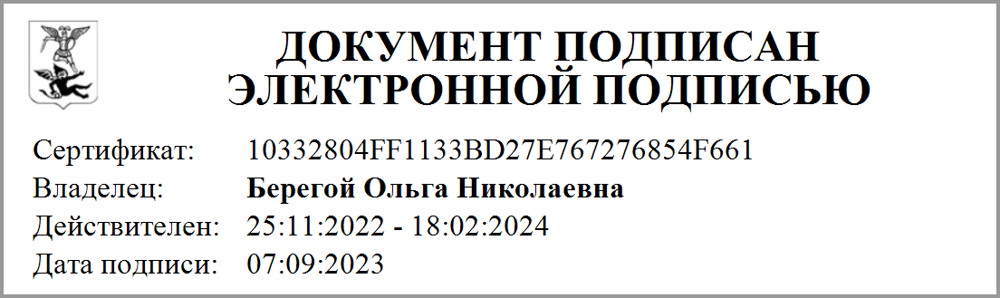 ДОКУМЕНТ ПОДПИСАН
ЭЛЕКТРОННОЙ ПОДПИСЬЮ
Сертификат: 10332804FF1133BD27E767276854F661
Владелец: Берегой Ольга Николаевна
Действителен: 25:11:2022 - 18:02:2024
Дата подписи: 07:09:2023